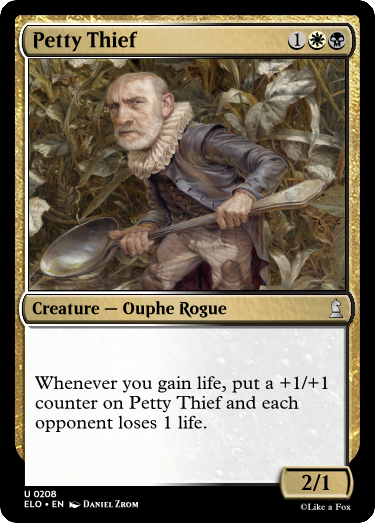 Petty Thief 1
Creature — Ouphe Rogue
Whenever you gain life, put a +1/+1
counter on Petty Thief and each
opponent loses 1 life.
2/1
U 0208
ELO • EN Daniel Zrom
©Like a Fox